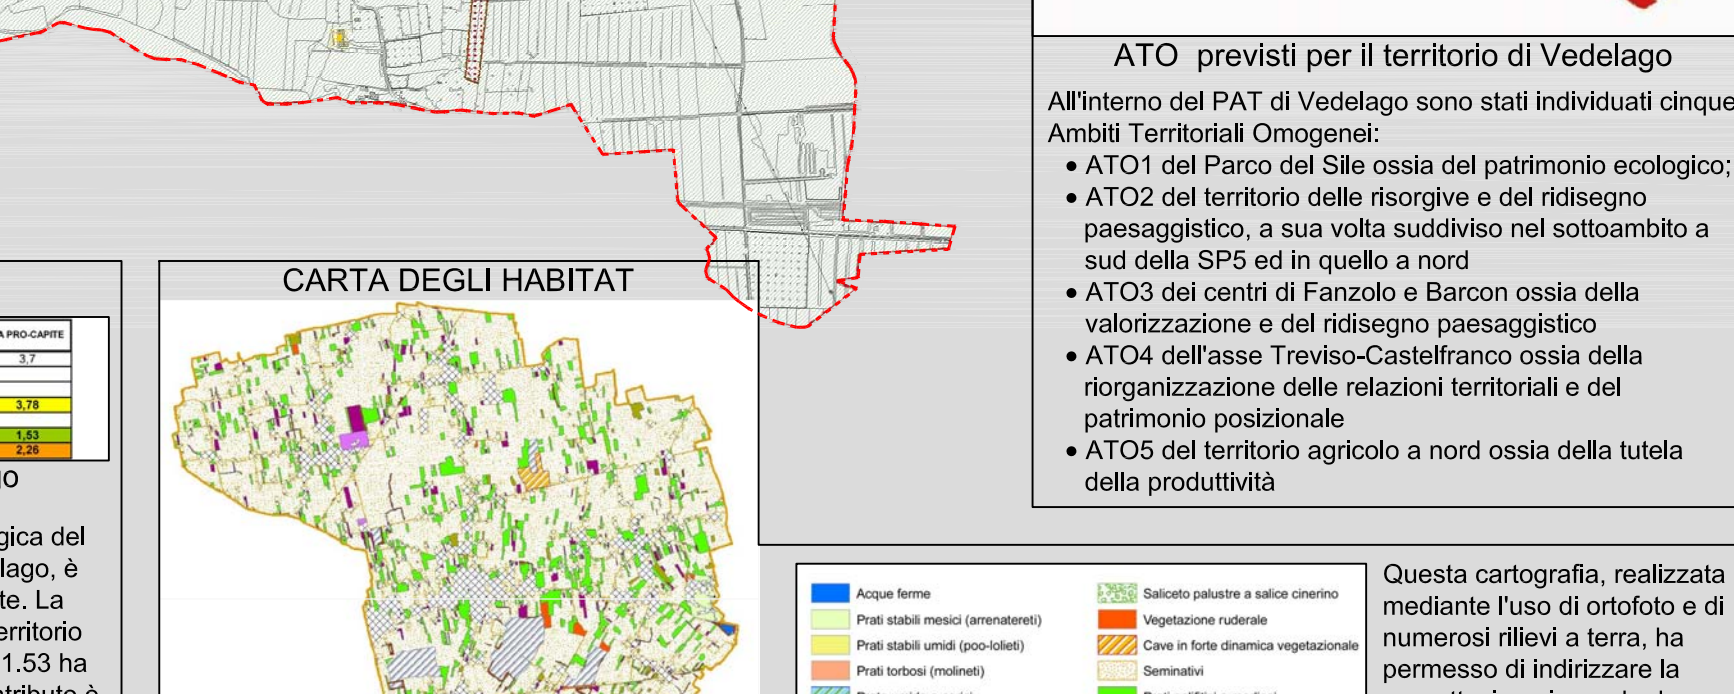 ATO previsti per il territorio di Vedelago
All'interno del PAT di Vedelago sono stati individuati cinque
Ambiti Territoriali Omogenei:
• ATO1 del Parco del Sile ossia del patrimonio ecologico;
• ATO2 del territorio delle risorgive e del ridisegno
paesaggistico, a sua volta suddiviso nel sottoambito a
sud della SP5 ed in quello a nord
• ATO3 dei centri di Fanzolo e Barcon ossia della
valorizzazione e del ridisegno paesaggistico
• ATO4 dell'asse Treviso-Castelfranco ossia della
riorganizzazione delle relazioni territoriali e del
patrimonio posizionale
• ATO5 del territorio agricolo a nord ossia della tutela
della produttività
CARTA DEGLI HABITAT
A PRO-CAPITE
3,7
3,78
1,53
2,26
go
gica del
lago, è
te. La
erritorio
1.53 ha
ntributo è
Acque ferme
Prati stabili mesici (arrenatereti)
Prati stabili umidi (poo-lolieti)
Prati torbosi (molineti)
Saliceto palustre a salice cinerino
Vegetazione ruderale
Cave in forte dinamica vegetazionale
Seminativi
Questa cartografia, realizzata
mediante l'uso di ortofoto e di
numerosi rilievi a terra, ha
permesso di indirizzare la